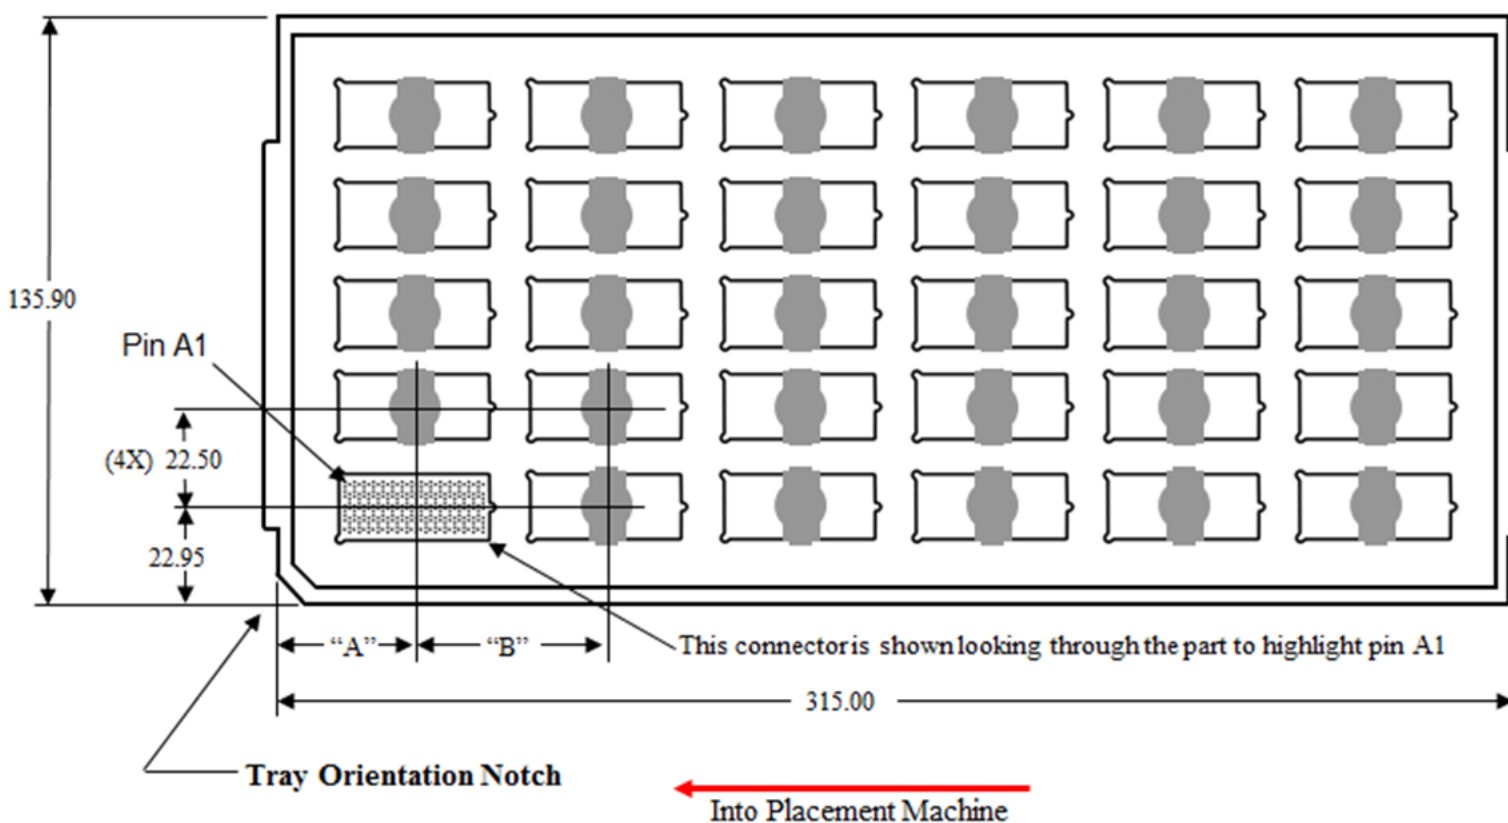 135.90
Pin A1
(4X) 22.50
22.95
“A”
“B”
This connector is shown looking through the part to highlight pin A1
315.00
Tray Orientation Notch
Into Placement Machine